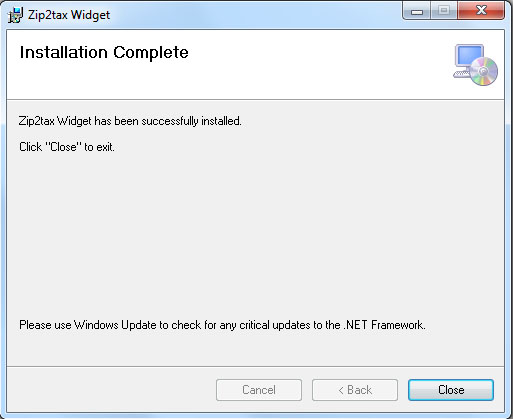 Zip2tax Widget
Installation Complete
Zip2tax Widget has been successfully installed.
Click "Close" to exit.
Please use Windows Update to check for any critical updates to the .NET Framework.
Cancel
< Back
Close